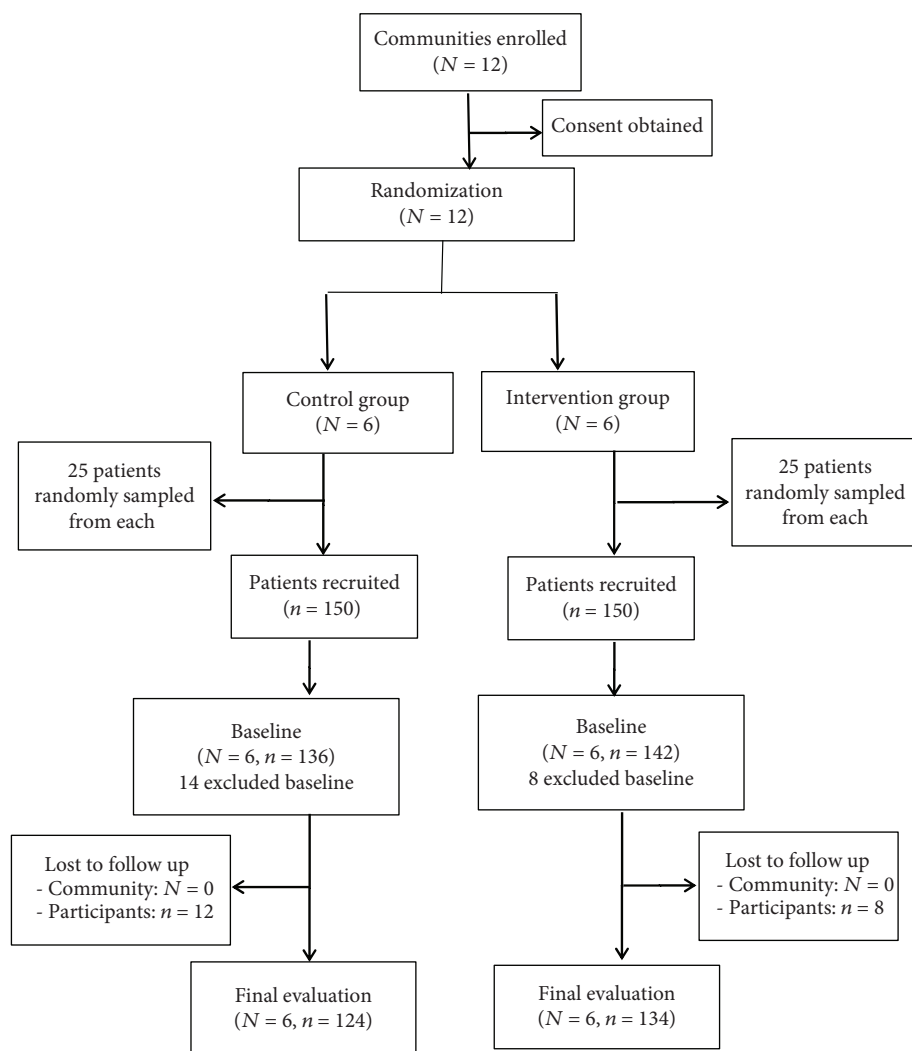 Communities enrolled
(N = 12)
Consent obtained
Randomization
(N = 12)
Control group
(N = 6)
Intervention group
(N = 6)
25 patients
randomly sampled
from each
25 patients
randomly sampled
from each
Patients recruited
(n = 150)
Patients recruited
(n = 150)
Baseline
(N = 6, n = 136)
14 excluded baseline
Baseline
(N = 6, n = 142)
8 excluded baseline
Lost to follow up
- Community: N = 0
- Participants: n = 12
Lost to follow up
- Community: N = 0
- Participants: n = 8
Final evaluation
(N = 6, n = 124)
Final evaluation
(N = 6, n = 134)